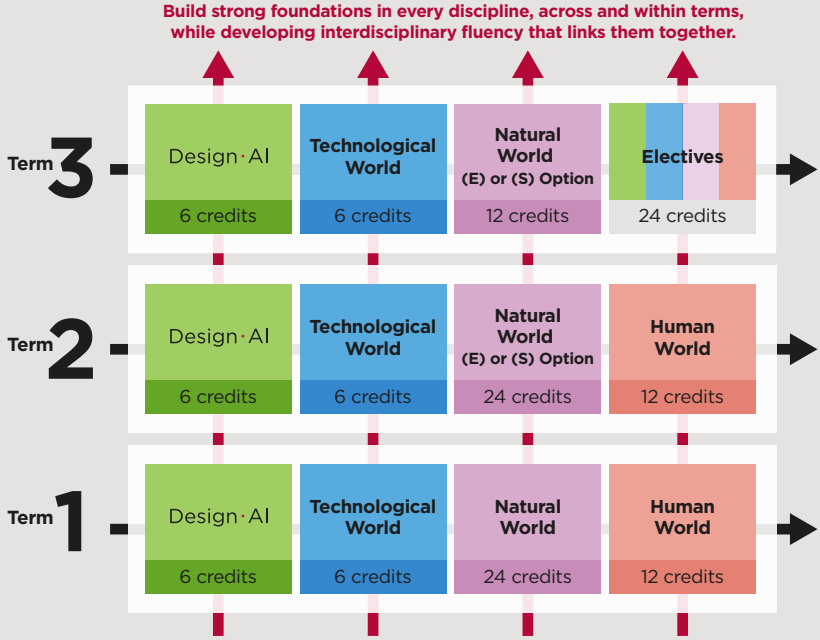 Build strong foundations in every discipline, across and within terms,
while developing interdisciplinary fluency that links them together.
Term 3
Design·AI
6 credits
Technological
World
6 credits
Natural
World
(E) or (S) Option
12 credits
Electives
24 credits
Term 2
Design·AI
6 credits
Technological
World
6 credits
Natural
World
(E) or (S) Option
24 credits
Human
World
12 credits
Term 1
Design·AI
6 credits
Technological
World
6 credits
Natural
World
24 credits
Human
World
12 credits